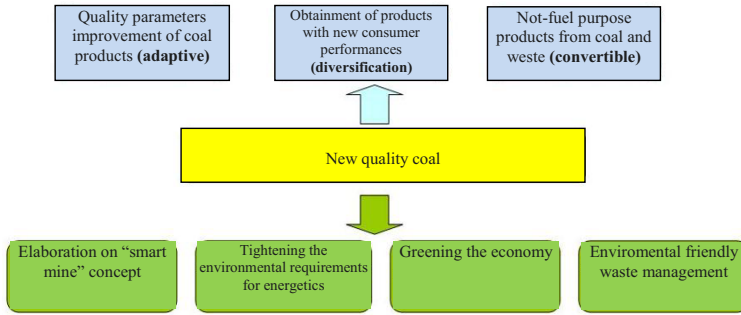 Quality parameters
improvement of coal
products (adaptive)
Obtainment of products
with new consumer
performances
(diversification)
Not-fuel purpose
products from coal and
weste (convertible)
New quality coal
Elaboration on “smart
mine” concept
Tightening the
environmental requirements
for energetics
Greening the economy
Enviromental friendly
waste management